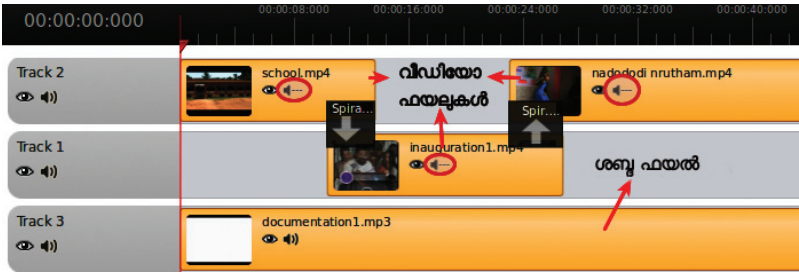 00:00:00:000
00:00:08:000 00:00:16:000 00:00:24:000 00:00:32:000 00:00:40:000
Track 2
school.mp4
വീഡിയോ
ഫയലുകൾ
nadododi nrutham.mp4
Spira...
Spir....
Track 1
inauguration1.mp4
ശബ്ദ ഫയൽ
Track 3
documentation1.mp3